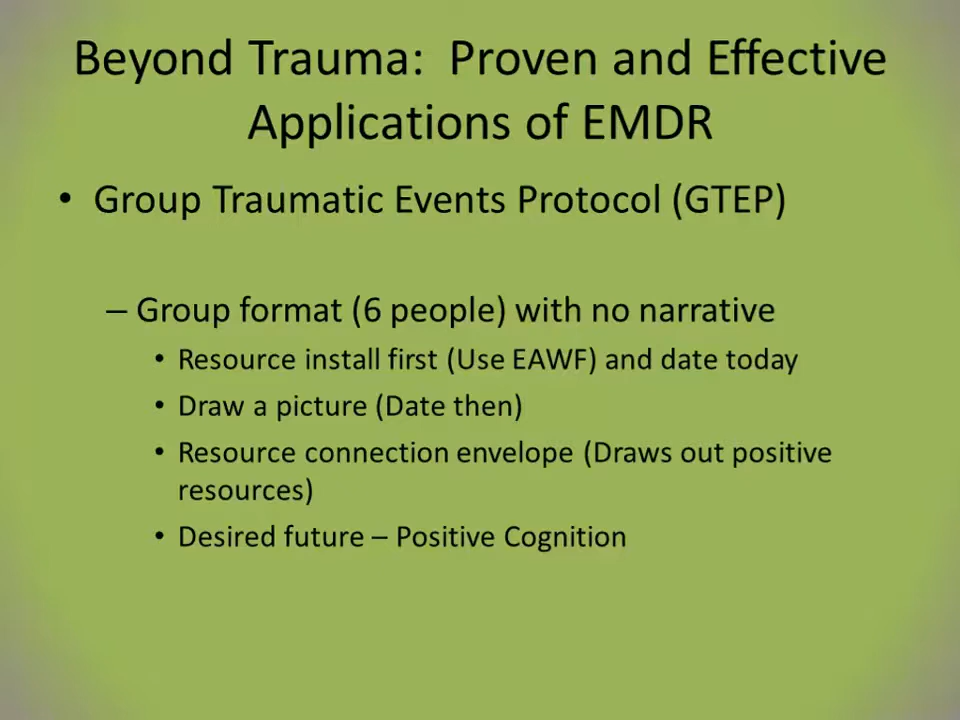 Beyond Trauma:  Proven and Effective
Applications of EMDR
• Group Traumatic Events Protocol (GTEP)
– Group format (6 people) with no narrative
• Resource install first (Use EAWF) and date today
• Draw a picture (Date then)
• Resource connection envelope (Draws out positive
resources)
• Desired future – Positive Cognition